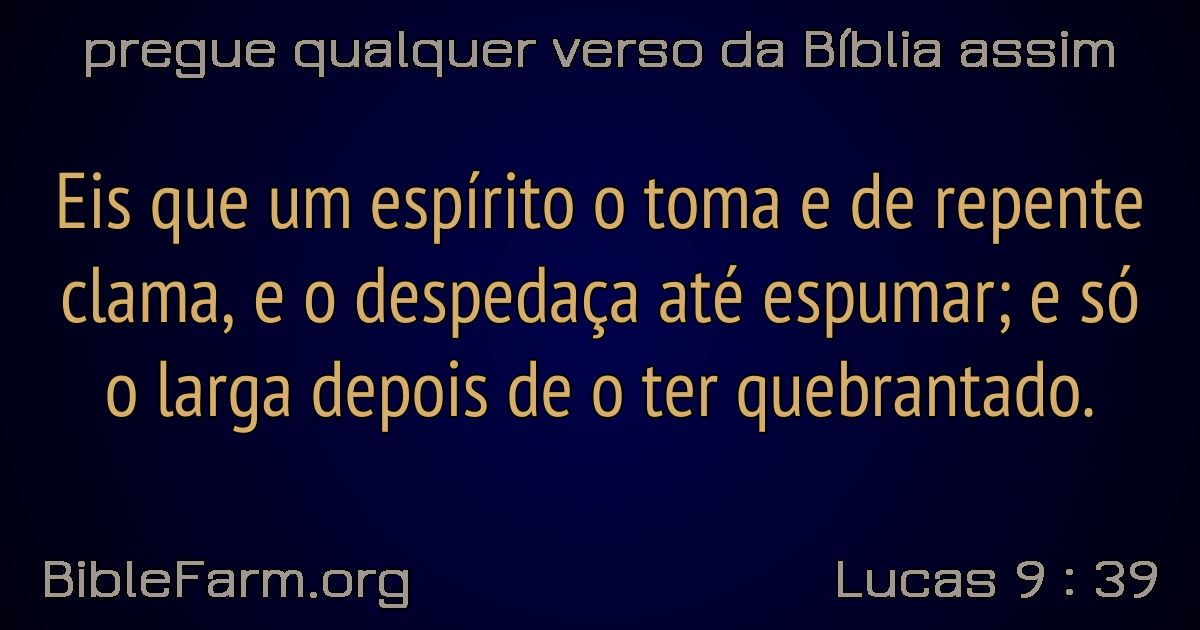 pregue qualquer verso da Bíblia assim
Eis que um espírito o toma e de repente
clama, e o despedaça até espumar; e só
o larga depois de o ter quebrantado.
BibleFarm.org
Lucas 9 : 39